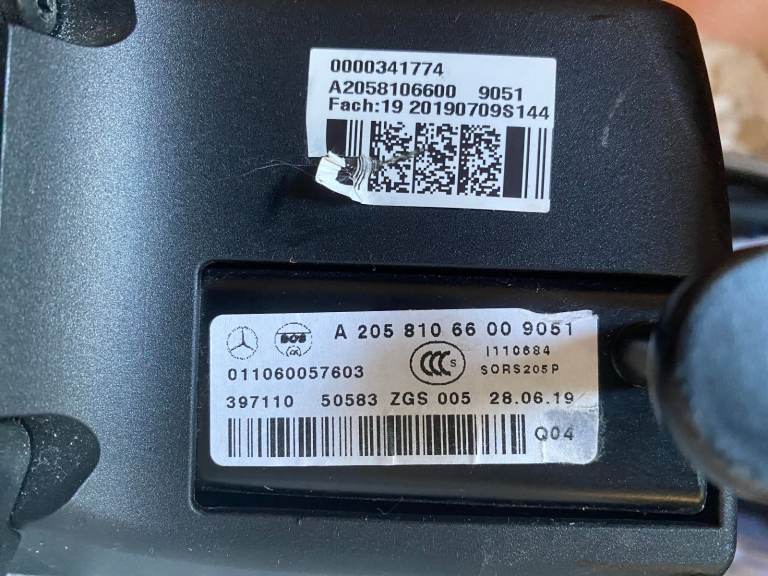 0000341774
A2058106600 9051
Fach:19 20190709S144
A 205 810 66 00 9051
011060057603
CCC S
I110684
SORS205P
397110 50583 ZGS 005 28.06.19
Q04